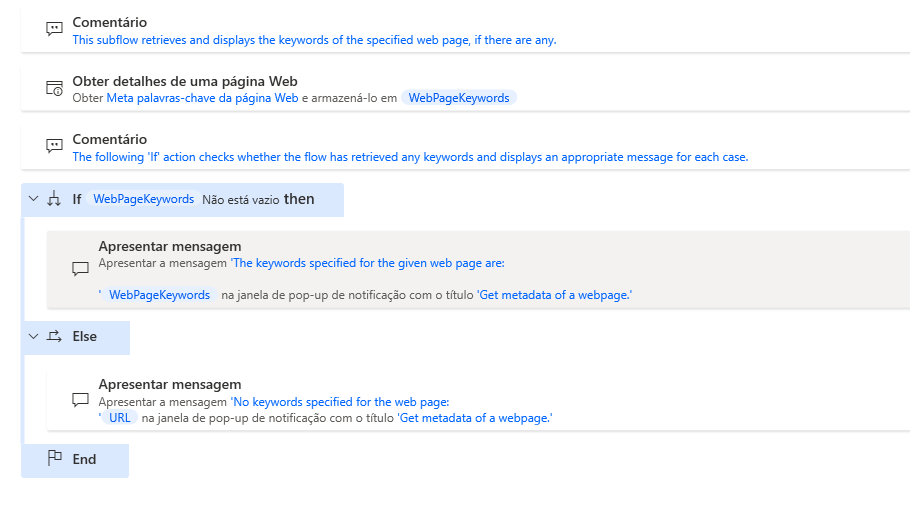 Comentário
This subflow retrieves and displays the keywords of the specified web page, if there are any.
Obter detalhes de uma página Web
Obter Meta palavras-chave da página Web e armazená-lo em WebPageKeywords
Comentário
The following 'If' action checks whether the flow has retrieved any keywords and displays an appropriate message for each case.
If WebPageKeywords Não está vazio then
Apresentar mensagem
Apresentar a mensagem 'The keywords specified for the given web page are:
' WebPageKeywords na janela de pop-up de notificação com o título 'Get metadata of a webpage.'
Else
Apresentar mensagem
Apresentar a mensagem 'No keywords specified for the web page:
' URL na janela de pop-up de notificação com o título 'Get metadata of a webpage.'
End